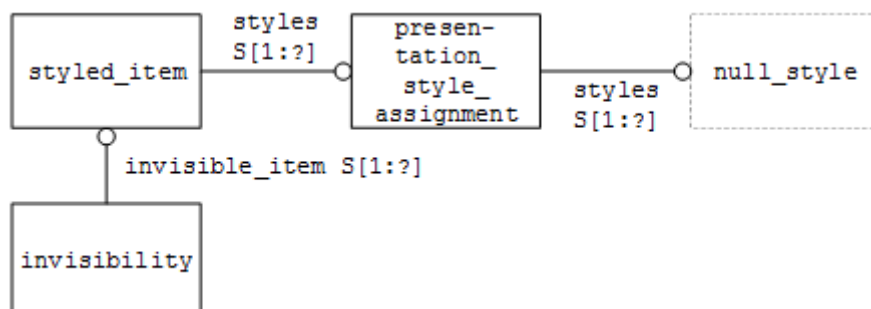 styled_item
styles
S[1:?]
presen-
tation_
style_
assignment
styles
S[1:?]
null_style
invisible_item S[1:?]
invisibility